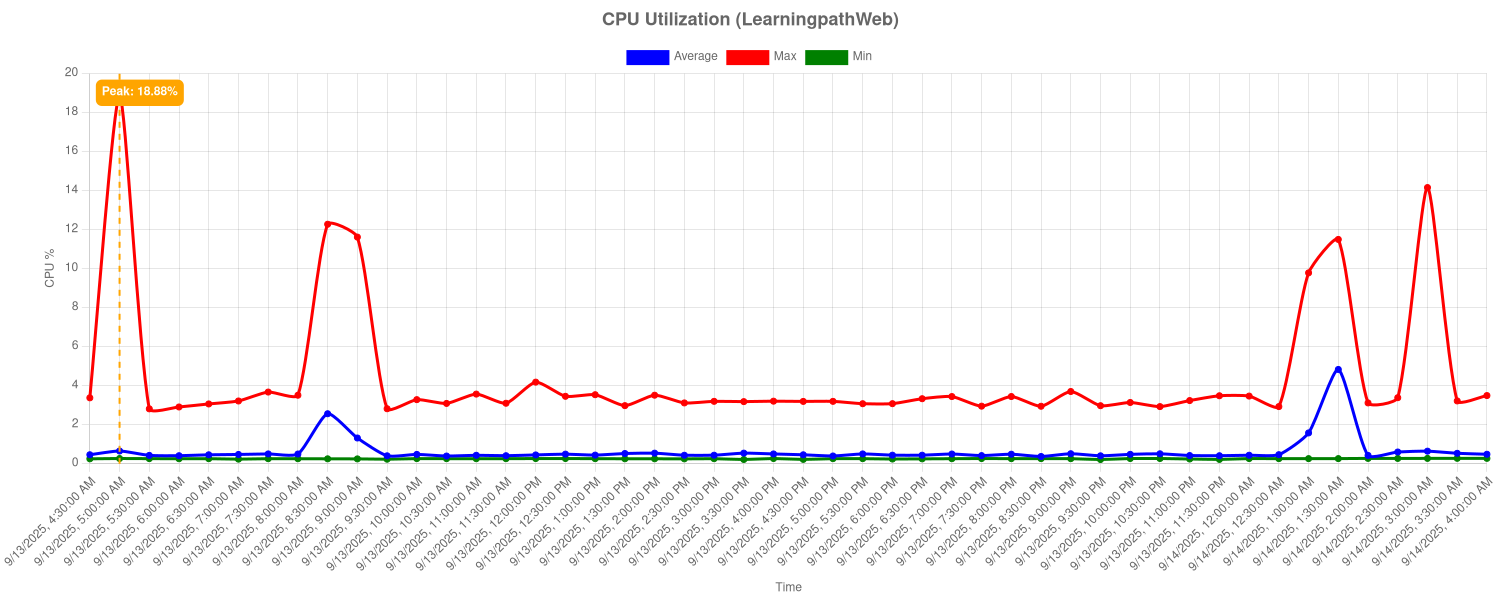 CPU Utilization (LearningpathWeb)
Average Max Min
Peak: 18.88%
CPU %
20
18
16
14
12
10
8
6
4
2
0
9/13/2025, 4:30:00 AM
9/13/2025, 5:00:00 AM
9/13/2025, 5:30:00 AM
9/13/2025, 6:00:00 AM
9/13/2025, 6:30:00 AM
9/13/2025, 7:00:00 AM
9/13/2025, 7:30:00 AM
9/13/2025, 8:00:00 AM
9/13/2025, 8:30:00 AM
9/13/2025, 9:00:00 AM
9/13/2025, 9:30:00 AM
9/13/2025, 10:00:00 AM
9/13/2025, 10:30:00 AM
9/13/2025, 11:00:00 AM
9/13/2025, 11:30:00 AM
9/13/2025, 12:00:00 PM
9/13/2025, 12:30:00 PM
9/13/2025, 1:00:00 PM
9/13/2025, 1:30:00 PM
9/13/2025, 2:00:00 PM
9/13/2025, 2:30:00 PM
9/13/2025, 3:00:00 PM
9/13/2025, 3:30:00 PM
9/13/2025, 4:00:00 PM
9/13/2025, 4:30:00 PM
9/13/2025, 5:00:00 PM
9/13/2025, 5:30:00 PM
9/13/2025, 6:00:00 PM
9/13/2025, 6:30:00 PM
9/13/2025, 7:00:00 PM
9/13/2025, 7:30:00 PM
9/13/2025, 8:00:00 PM
9/13/2025, 8:30:00 PM
9/13/2025, 9:00:00 PM
9/13/2025, 9:30:00 PM
9/13/2025, 10:00:00 PM
9/13/2025, 10:30:00 PM
9/13/2025, 11:00:00 PM
9/13/2025, 11:30:00 PM
9/14/2025, 12:00:00 AM
9/14/2025, 12:30:00 AM
9/14/2025, 1:00:00 AM
9/14/2025, 1:30:00 AM
9/14/2025, 2:00:00 AM
9/14/2025, 2:30:00 AM
9/14/2025, 3:00:00 AM
9/14/2025, 3:30:00 AM
9/14/2025, 4:00:00 AM
Time